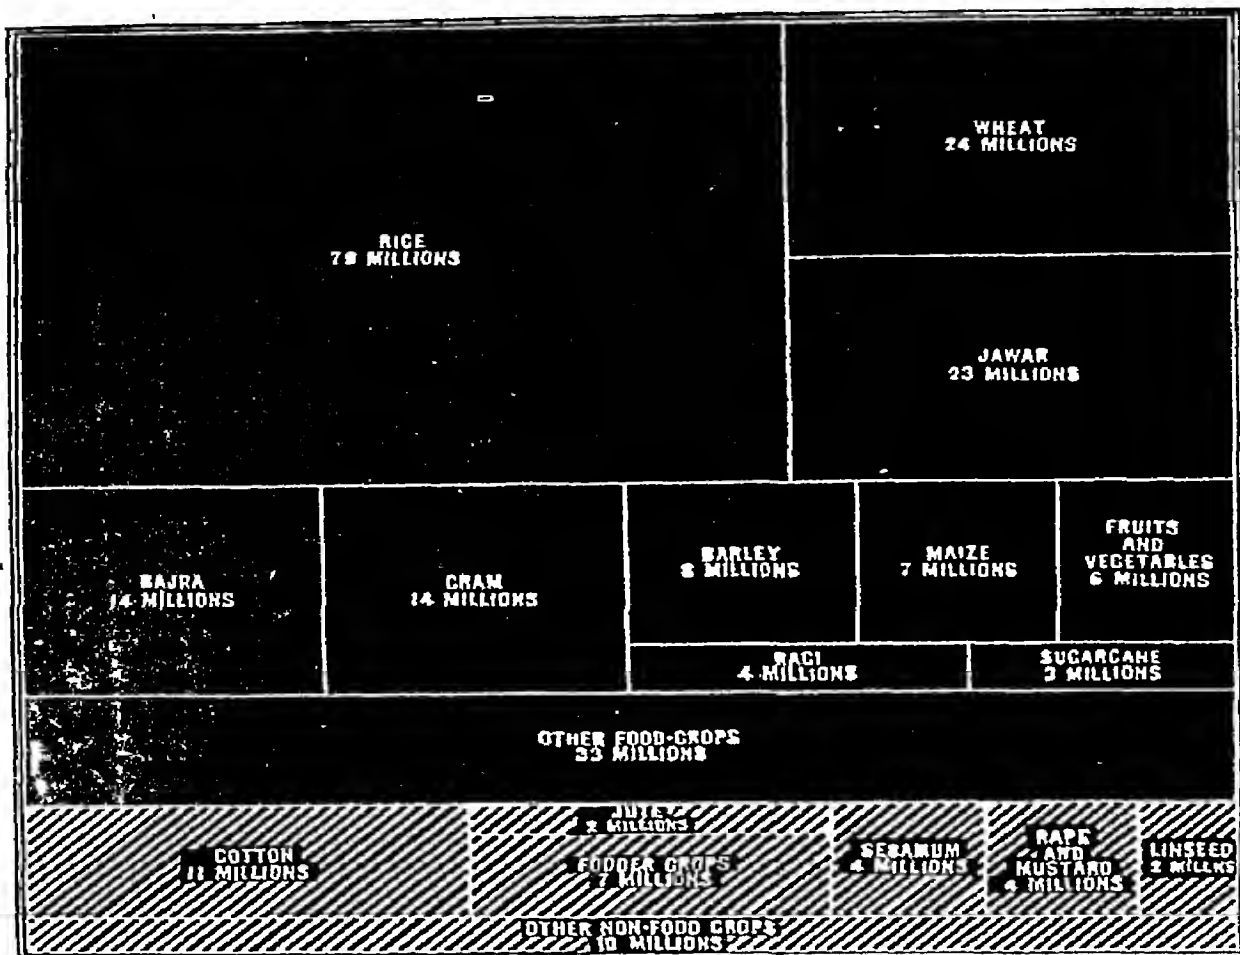 RICE
78 MILLIONS
WHEAT
24 MILLIONS
JAWAR
23 MILLIONS
BAJRA
14 MILLIONS
GRAM
14 MILLIONS
BARLEY
8 MILLIONS
MAIZE
7 MILLIONS
FRUITS
AND
VEGETABLES
6 MILLIONS
RAGI
4 MILLIONS
SUGARCANE
3 MILLIONS
OTHER FOOD-CROPS
33 MILLIONS
COTTON
11 MILLIONS
JUTE
2 MILLIONS
FODDER CROPS
7 MILLIONS
SESAMUM
4 MILLIONS
RAPE
AND
MUSTARD
4 MILLIONS
LINSEED
2 MILLNS
OTHER NON-FOOD CROPS
10 MILLIONS